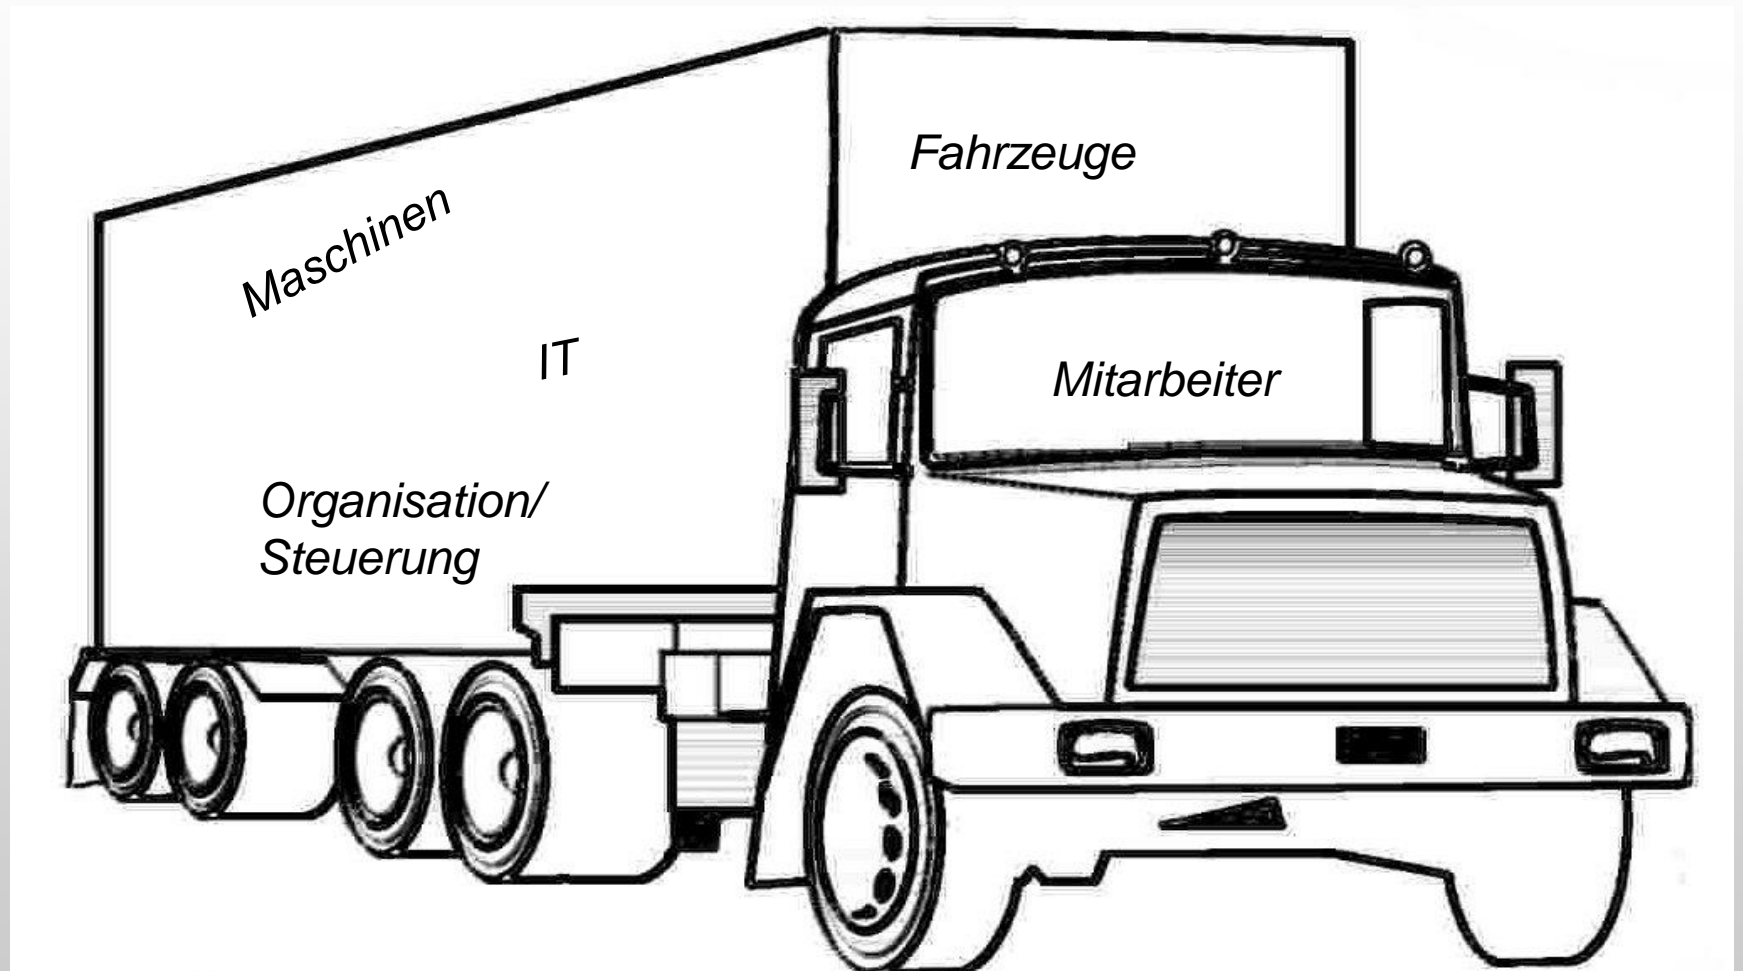 Fahrzeuge
Maschinen
IT
Mitarbeiter
Organisation/
Steuerung